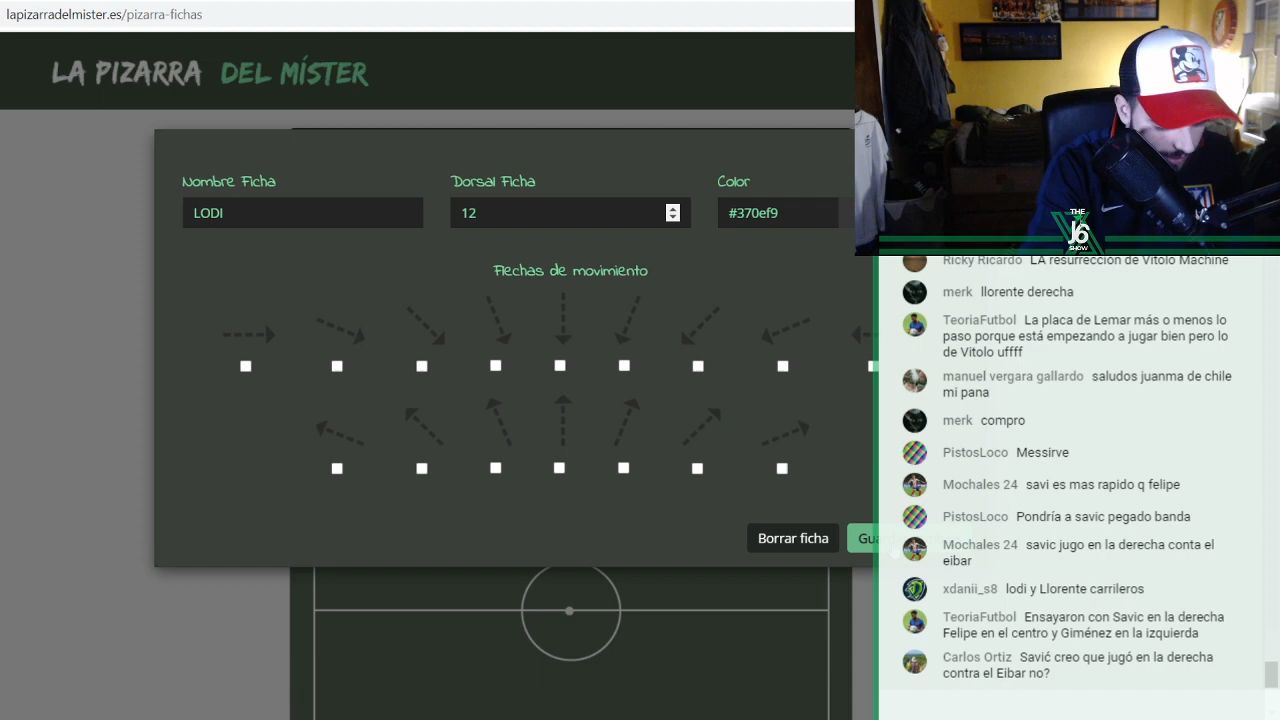 lapizarradelmister.es/pizarra-fichas
LA PIZARRA DEL MÍSTER
Nombre Ficha
Dorsal Ficha
Color
LODI
12
#370ef9
Flechas de movimiento
Borrar ficha
THE
J6
SHOW
Ricky Ricardo LA resurrección de Vitolo Machine
merk llorente derecha
TeoriaFutbol La placa de Lemar más o menos lo
paso porque está empezando a jugar bien pero lo
de Vitolo uffff
manuel vergara gallardo saludos juanma de chile
mi pana
merk compro
PistosLoco Messirve
Mochales 24 savi es mas rapido q felipe
PistosLoco Pondría a savic pegado banda
Mochales 24 savic jugo en la derecha conta el
eibar
xdanii_s8 lodi y Llorente carrileros
TeoriaFutbol Ensayaron con Savic en la derecha
Felipe en el centro y Giménez en la izquierda
Carlos Ortiz Savić creo que jugó en la derecha
contra el Eibar no?